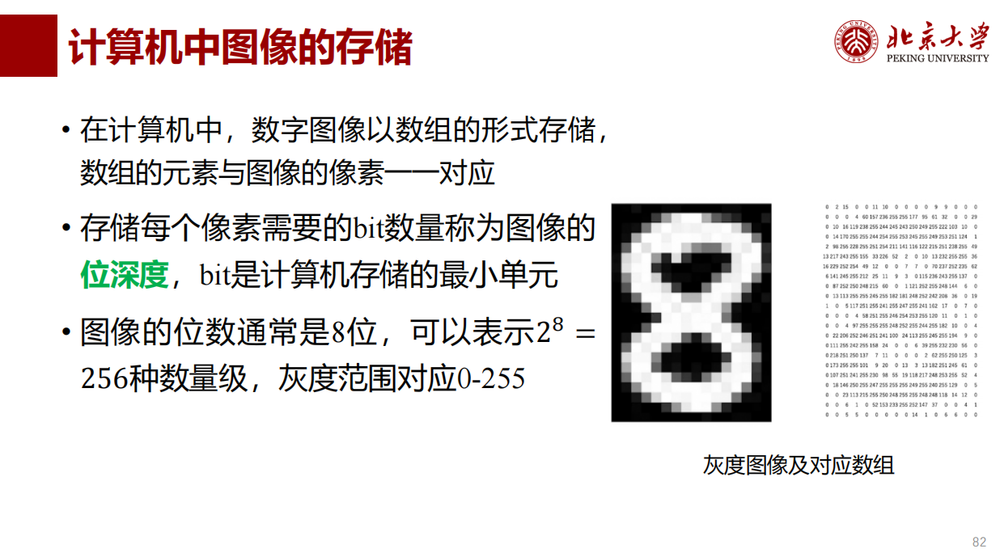 计算机中图像的存储
北京大学
PEKING UNIVERSITY
• 在计算机中，数字图像以数组的形式存储，
数组的元素与图像的像素一一对应
• 存储每个像素需要的bit数量称为图像的
位深度，bit是计算机存储的最小单元
• 图像的位数通常是8位，可以表示2⁸ =
256种数量级，灰度范围对应0-255
0 2 15 0 0 11 10 0 0 0 0 9 9 0 0 0
0 0 0 4 60 157 236 255 255 177 95 61 32 0 0 29
0 10 16 119 238 255 244 245 243 250 249 255 222 103 10 0
0 14 170 255 255 244 254 255 253 245 255 249 253 251 124 1
2 98 255 228 255 251 254 211 141 116 122 215 251 238 255 49
13 217 243 255 155 33 226 52 2 0 10 13 232 255 255 36
16 229 252 254 49 12 0 0 7 7 0 70 237 252 235 62
6 141 245 255 212 25 11 9 3 0 115 236 243 255 137 0
0 87 252 250 248 215 60 0 1 121 252 255 248 144 6 0
0 13 113 255 255 245 255 182 181 248 252 242 208 36 0 19
1 0 5 117 251 255 241 255 247 255 241 162 17 0 7 0
0 0 0 4 58 251 255 246 254 253 255 120 11 0 1 0
0 0 4 97 255 255 255 248 252 255 244 255 182 10 0 4
0 22 206 252 246 251 241 100 24 113 255 245 255 194 9 0
0 111 255 242 255 158 24 0 0 6 39 255 232 230 56 0
0 218 251 250 137 7 11 0 0 0 2 62 255 250 125 3
0 173 255 255 101 9 20 0 13 3 13 182 251 245 61 0
0 107 251 241 255 230 98 55 19 118 217 248 253 255 52 4
0 18 146 250 255 247 255 255 255 249 255 240 255 129 0 5
0 0 23 113 215 255 250 248 255 255 248 248 118 14 12 0
0 0 6 1 0 52 153 233 255 252 147 37 0 0 4 1
0 0 5 5 0 0 0 0 0 14 1 0 6 6 0 0
灰度图像及对应数组
82